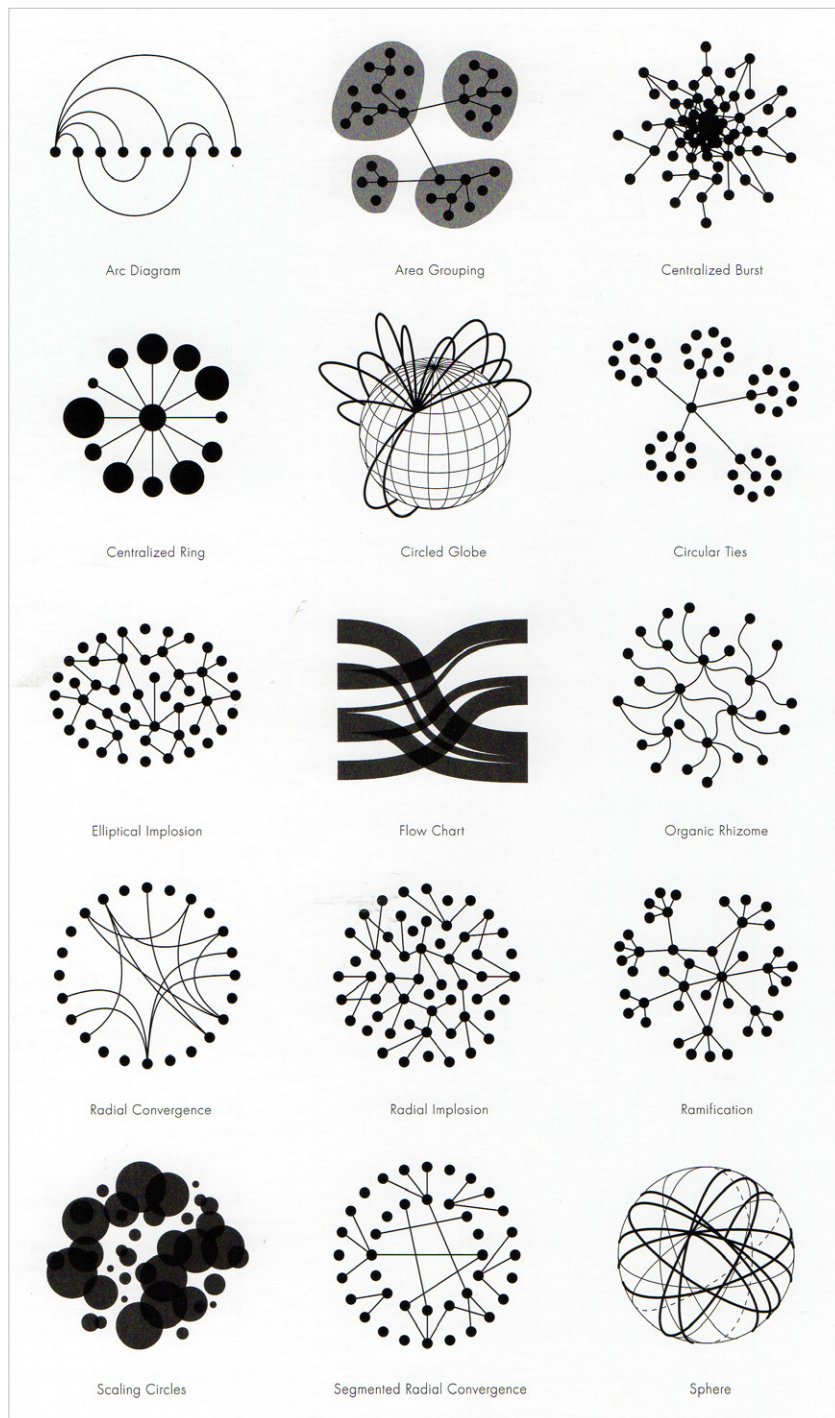 Arc Diagram
Area Grouping
Centralized Burst
Centralized Ring
Circled Globe
Circular Ties
Elliptical Implosion
Flow Chart
Organic Rhizome
Radial Convergence
Radial Implosion
Ramification
Scaling Circles
Segmented Radial Convergence
Sphere